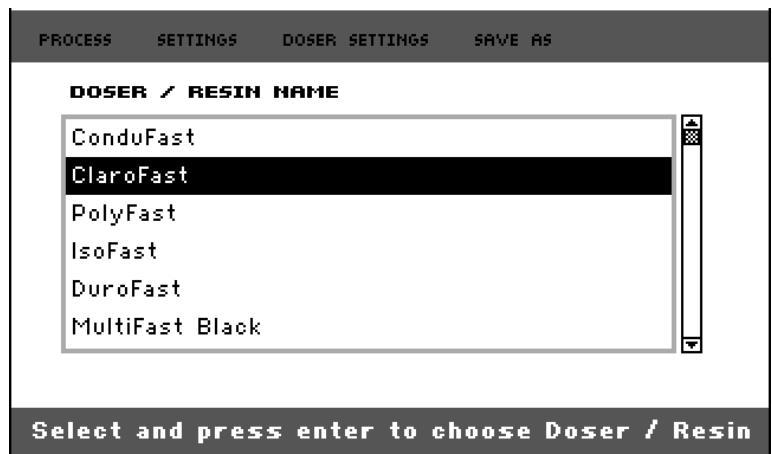 PROCESS SETTINGS DOSER SETTINGS SAVE AS
DOSER / RESIN NAME
ConduFast
ClaroFast
PolyFast
IsoFast
DuroFast
MultiFast Black
Select and press enter to choose Doser / Resin